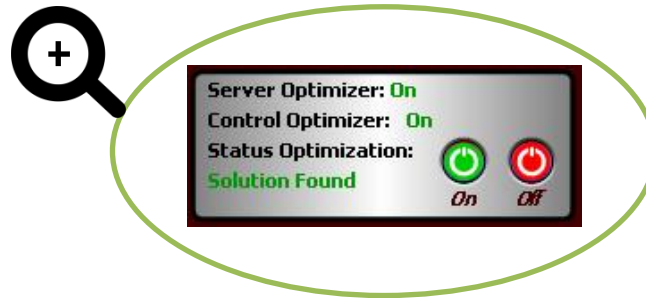 Server Optimizer: On
Control Optimizer: On
Status Optimization:
Solution Found
On Off